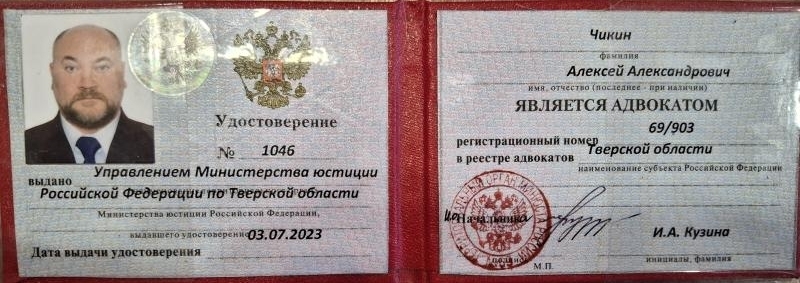 Удостоверение
№ 1046
выдано Управлением Министерства юстиции
Российской Федерации по Тверской области
Министерства юстиции Российской Федерации,
выдавшего удостоверение
03.07.2023
Дата выдачи удостоверения
Чикин
фамилия
Алексей Александрович
имя, отчество (последнее - при наличии)
ЯВЛЯЕТСЯ АДВОКАТОМ
69/903
регистрационный номер
в реестре адвокатов Тверской области
наименование субъекта Российской Федерации
Начальника
И.А. Кузина
инициалы, фамилия
М.П.